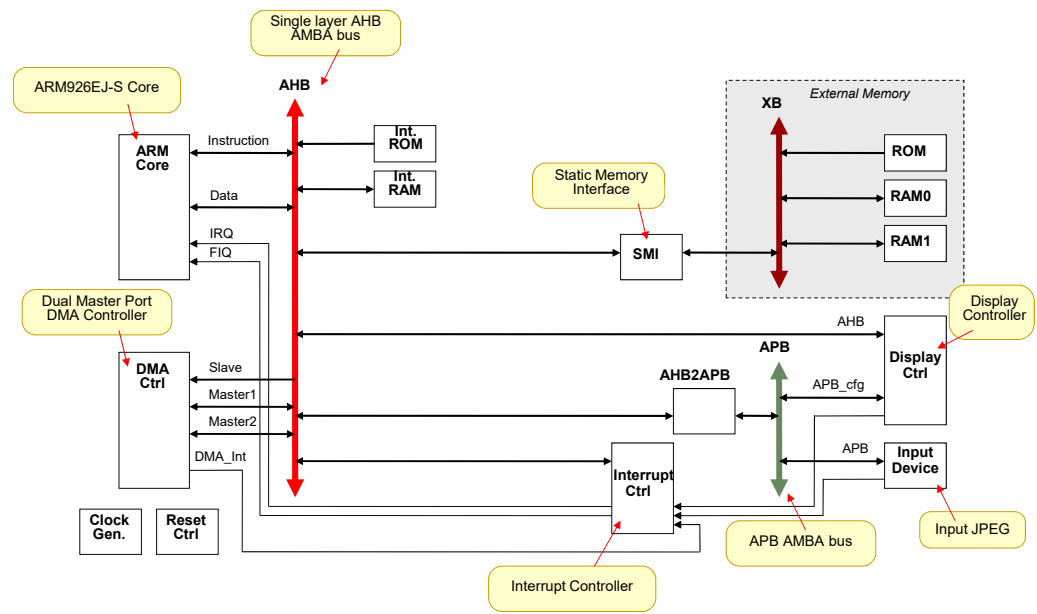 Single layer AHB
AMBA bus
ARM926EJ-S Core
AHB
External Memory
XB
ARM
Core
Instruction
Int.
ROM
ROM
Data
Int.
RAM
Static Memory
Interface
RAM0
IRQ
FIQ
SMI
RAM1
Dual Master Port
DMA Controller
Display
Controller
AHB
DMA
Ctrl
Slave
APB
Display
Ctrl
AHB2APB
APB_cfg
Master1
Master2
DMA_Int
Interrupt
Ctrl
APB
Input
Device
Clock
Gen.
Reset
Ctrl
APB AMBA bus
Input JPEG
Interrupt Controller